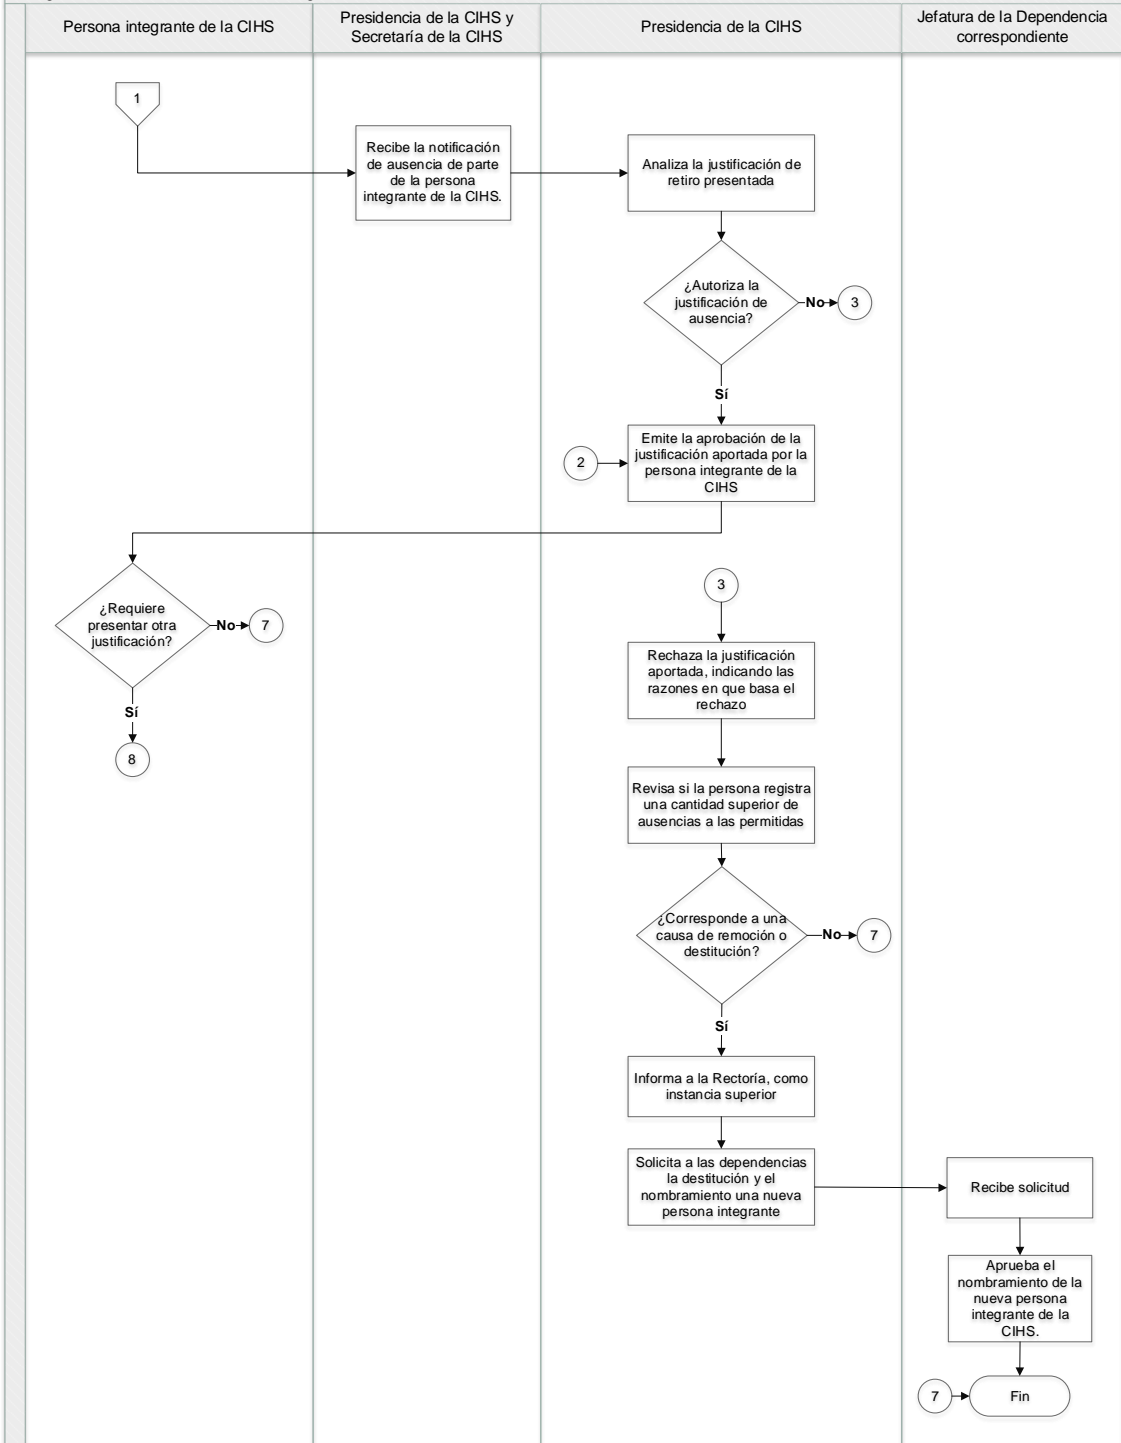 Persona integrante de la CIHS
Presidencia de la CIHS y
Secretaría de la CIHS
Presidencia de la CIHS
Jefatura de la Dependencia
correspondiente
1
Recibe la notificación
de ausencia de parte
de la persona
integrante de la CIHS.
Analiza la justificación de
retiro presentada
¿Autoriza la
justificación de
ausencia?
No
3
Sí
2
Emite la aprobación de la
justificación aportada por la
persona integrante de la
CIHS
¿Requiere
presentar otra
justificación?
No
7
Sí
8
3
Rechaza la justificación
aportada, indicando las
razones en que basa el
rechazo
Revisa si la persona registra
una cantidad superior de
ausencias a las permitidas
¿Corresponde a una
causa de remoción o
destitución?
No
7
Sí
Informa a la Rectoría, como
instancia superior
Solicita a las dependencias
la destitución y el
nombramiento una nueva
persona integrante
Recibe solicitud
Aprueba el
nombramiento de la
nueva persona
integrante de la
CIHS.
7
Fin